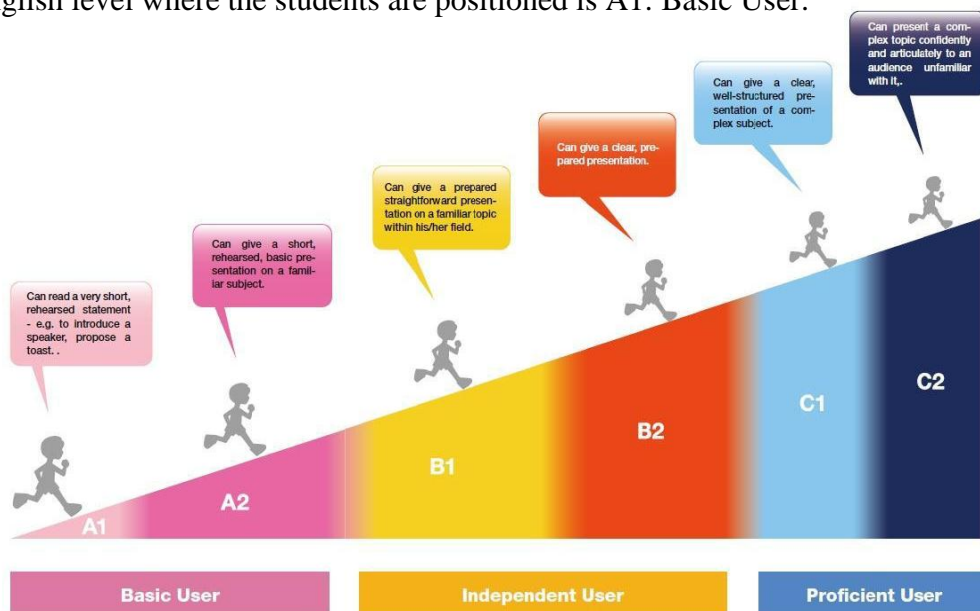 English level where the students are positioned is A1: Basic User.
Can present a com-
plex topic confidently
and articulately to an
audience unfamiliar
with it,.
Can give a clear,
well-structured pre-
sentation of a com-
plex subject.
Can give a clear, pre-
pared presentation.
Can give a prepared
straightforward presen-
tation on a familiar topic
within his/her field.
Can give a short,
rehearsed, basic pre-
sentation on a famil-
iar subject.
Can read a very short,
rehearsed statement
- e.g. to introduce a
speaker, propose a
toast. .
A1
A2
B1
B2
C1
C2
Basic User
Independent User
Proficient User